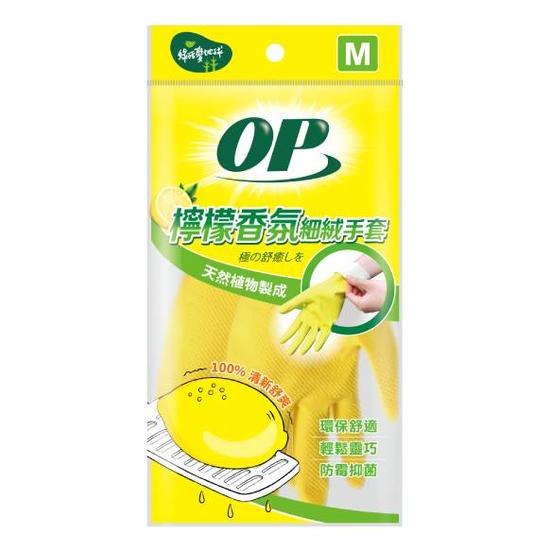 綠活愛地球
M
OP
檸檬香氛細絨手套
極の舒癒しを
天然植物製成
100% 清新舒爽
環保舒適
輕鬆靈巧
防霉抑菌